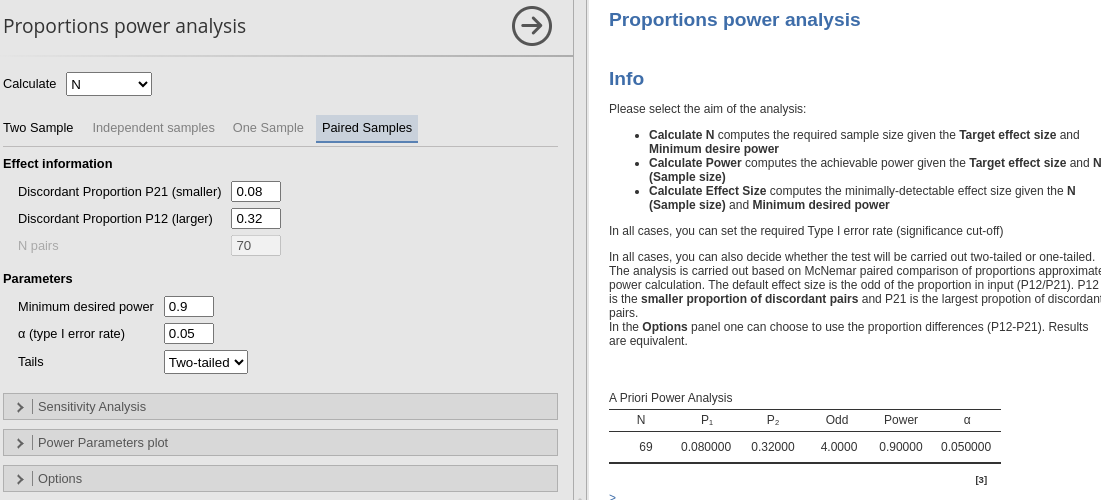 Proportions power analysis
Calculate N
Two Sample Independent samples One Sample Paired Samples
Effect information
Discordant Proportion P21 (smaller) 0.08
Discordant Proportion P12 (larger) 0.32
N pairs 70
Parameters
Minimum desired power 0.9
α (type I error rate) 0.05
Tails Two-tailed
Sensitivity Analysis
Power Parameters plot
Options
Proportions power analysis
Info
Please select the aim of the analysis:
• Calculate N computes the required sample size given the Target effect size and
Minimum desire power
• Calculate Power computes the achievable power given the Target effect size and N
(Sample size)
• Calculate Effect Size computes the minimally-detectable effect size given the N
(Sample size) and Minimum desired power
In all cases, you can set the required Type I error rate (significance cut-off)
In all cases, you can also decide whether the test will be carried out two-tailed or one-tailed.
The analysis is carried out based on McNemar paired comparison of proportions approximate
power calculation. The default effect size is the odd of the proportion in input (P12/P21). P12
is the smaller proportion of discordant pairs and P21 is the largest propotion of discordant
pairs.
In the Options panel one can choose to use the proportion differences (P12-P21). Results
are equivalent.
A Priori Power Analysis
N P₁ P₂ Odd Power α
69 0.080000 0.32000 4.0000 0.90000 0.050000
[3]
>